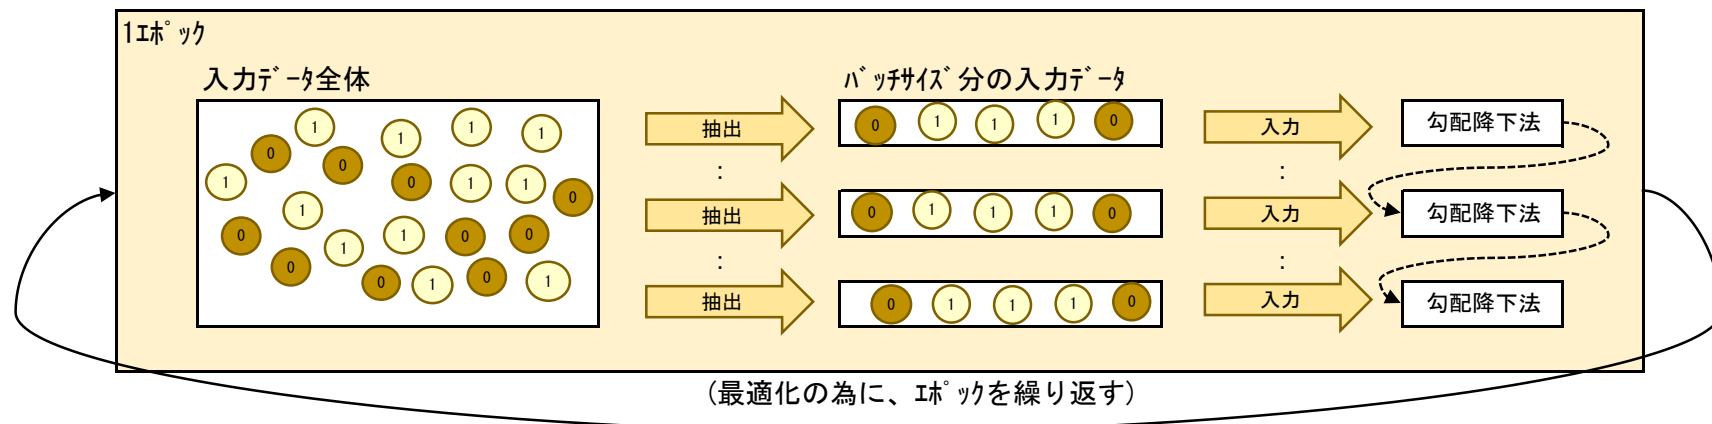 1ｴﾎﾟｯｸ
入力ﾃﾞｰﾀ全体
1 1 1 1
0 0
1 0 1 1 0
1
0 1 1 0 0
0 0 1 0 1
抽出
:
抽出
:
抽出
ﾊﾞｯﾁｻｲｽﾞ分の入力ﾃﾞｰﾀ
0 1 1 1 0
0 1 1 1 0
0 1 1 1 0
入力
:
入力
:
入力
勾配降下法
勾配降下法
勾配降下法
(最適化の為に、ｴﾎﾟｯｸを繰り返す)